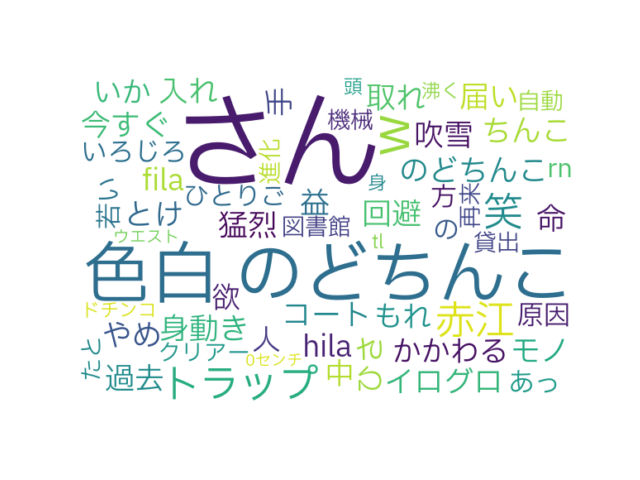 いか 入れ 手 頭 取れ 沸く 届い 自動
今すぐ さん 機械 W 吹雪 ちんこ
いろじろ 進化 のどちんこ rn
い fila ひとりご 益 身 方 再来 笑
若 とけ 猛烈 図書館 回避 の 貸出 命
ウエスト tl
色白 のどちんこ
ドチンコ 欲 コート もれ 赤江 原因
やめ 身動き 人 hila せ かかわる モノ
たと クリアー 0センチ
過去 トラップ 中 わ イログロ あっ